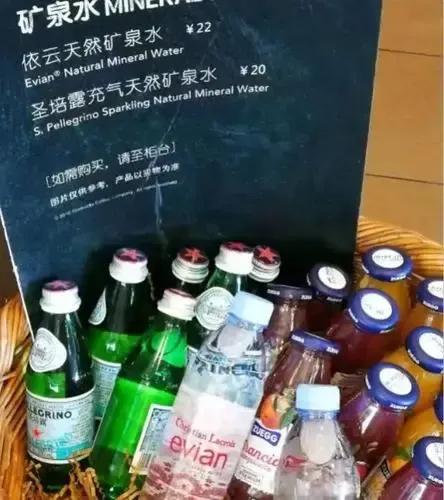 矿泉水 MINERAL
依云天然矿泉水 ¥22
Evian® Natural Mineral Water
圣培露充气天然矿泉水 ¥20
S. Pellegrino Sparkling Natural Mineral Water
[如需购买，请至柜台]
图片仅供参考，产品以实物为准
PELLEGRINO
Christian Lacroix
evian
ZUEGG